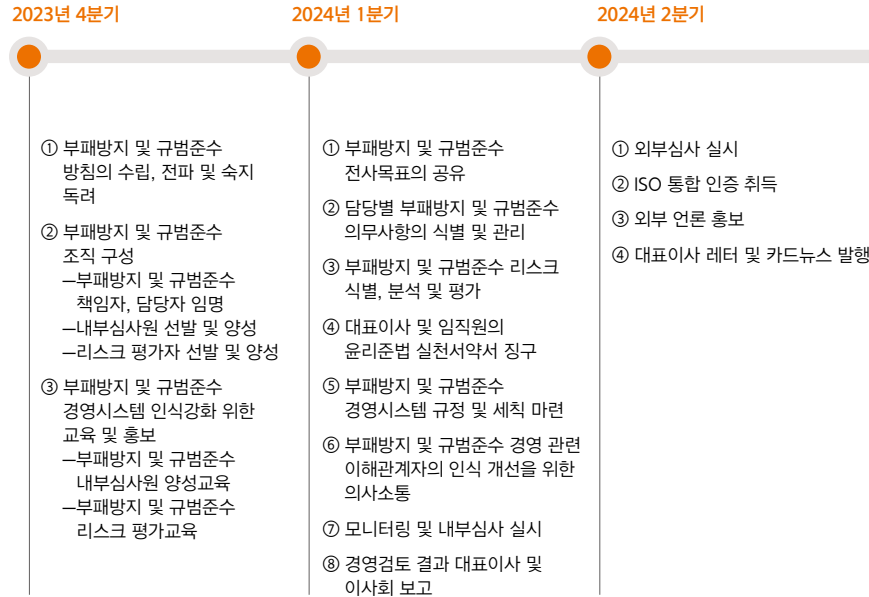 2023년 4분기
① 부패방지 및 규범준수
방침의 수립, 전파 및 숙지
독려
② 부패방지 및 규범준수
조직 구성
—부패방지 및 규범준수
책임자, 담당자 임명
—내부심사원 선발 및 양성
—리스크 평가자 선발 및 양성
③ 부패방지 및 규범준수
경영시스템 인식강화 위한
교육 및 홍보
—부패방지 및 규범준수
내부심사원 양성교육
—부패방지 및 규범준수
리스크 평가교육
2024년 1분기
① 부패방지 및 규범준수
전사목표의 공유
② 담당별 부패방지 및 규범준수
의무사항의 식별 및 관리
③ 부패방지 및 규범준수 리스크
식별, 분석 및 평가
④ 대표이사 및 임직원의
윤리준법 실천서약서 징구
⑤ 부패방지 및 규범준수
경영시스템 규정 및 세칙 마련
⑥ 부패방지 및 규범준수 경영 관련
이해관계자의 인식 개선을 위한
의사소통
⑦ 모니터링 및 내부심사 실시
⑧ 경영검토 결과 대표이사 및
이사회 보고
2024년 2분기
① 외부심사 실시
② ISO 통합 인증 취득
③ 외부 언론 홍보
④ 대표이사 레터 및 카드뉴스 발행